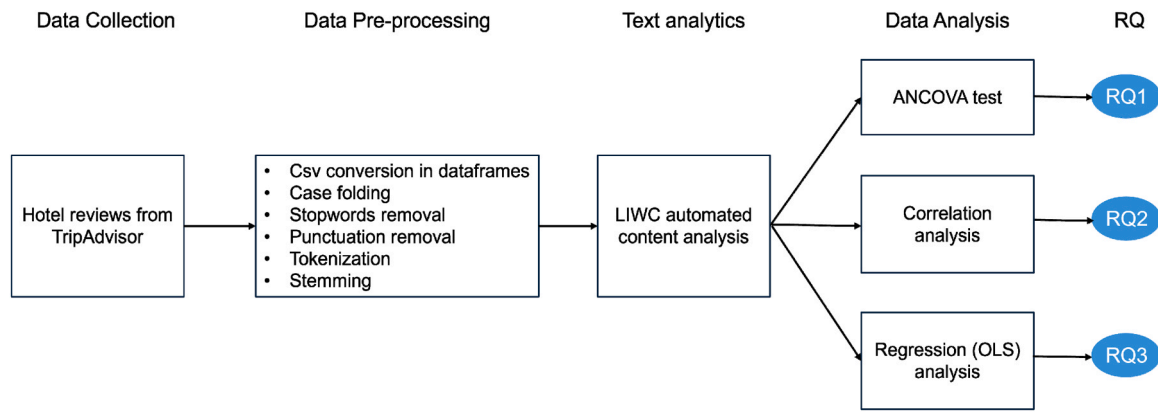 Data Collection
Data Pre-processing
Text analytics
Data Analysis
RQ
Hotel reviews from
TripAdvisor
• Csv conversion in dataframes
• Case folding
• Stopwords removal
• Punctuation removal
• Tokenization
• Stemming
LIWC automated
content analysis
ANCOVA test
RQ1
Correlation
analysis
RQ2
Regression (OLS)
analysis
RQ3